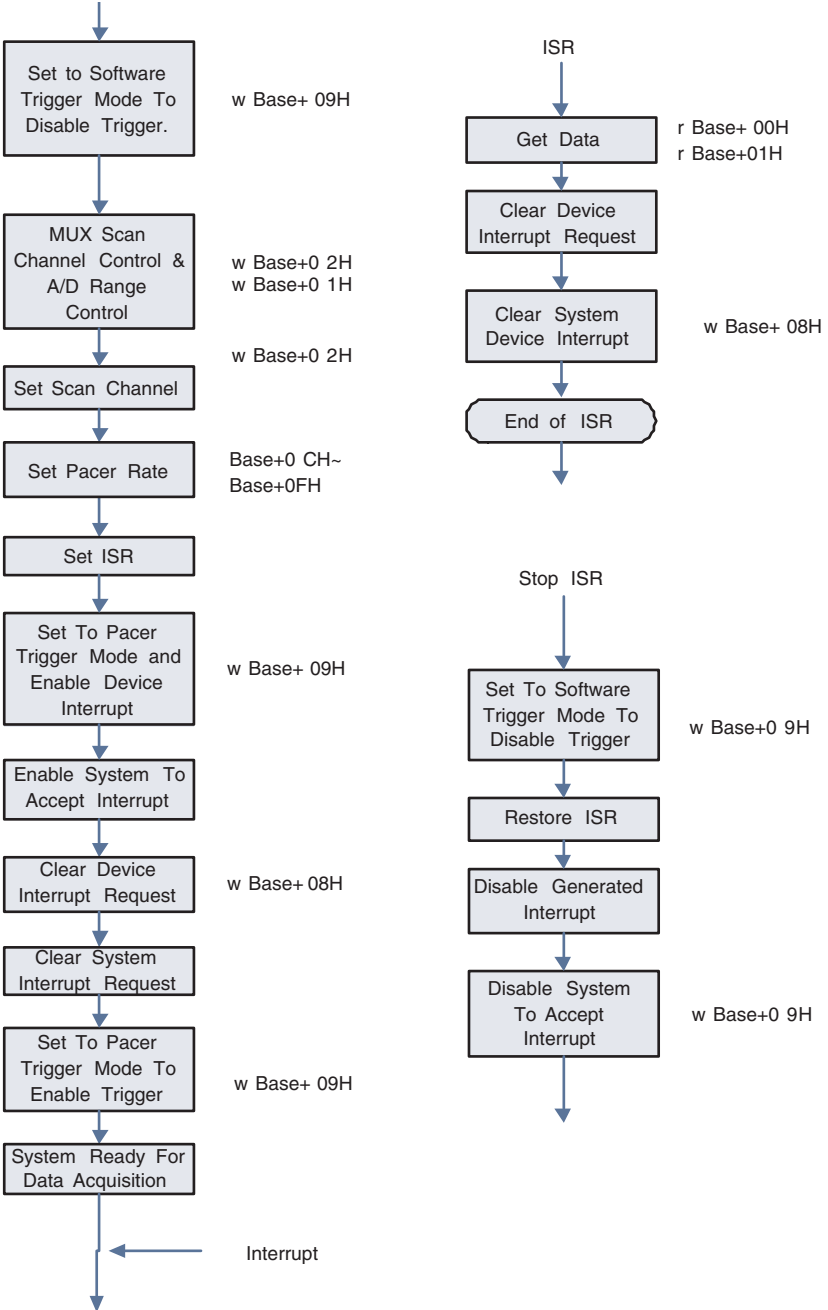 Set to Software
Trigger Mode To
Disable Trigger.
w Base+ 09H
MUX Scan
Channel Control &
A/D Range
Control
w Base+0 2H
w Base+0 1H
w Base+0 2H
Set Scan Channel
Set Pacer Rate
Base+0 CH~
Base+0FH
Set ISR
Set To Pacer
Trigger Mode and
Enable Device
Interrupt
w Base+ 09H
Enable System To
Accept Interrupt
Clear Device
Interrupt Request
w Base+ 08H
Clear System
Interrupt Request
Set To Pacer
Trigger Mode To
Enable Trigger
w Base+ 09H
System Ready For
Data Acquisition
Interrupt
ISR
Get Data
r Base+ 00H
r Base+01H
Clear Device
Interrupt Request
Clear System
Device Interrupt
w Base+ 08H
End of ISR
Stop ISR
Set To Software
Trigger Mode To
Disable Trigger
w Base+0 9H
Restore ISR
Disable Generated
Interrupt
Disable System
To Accept
Interrupt
w Base+0 9H